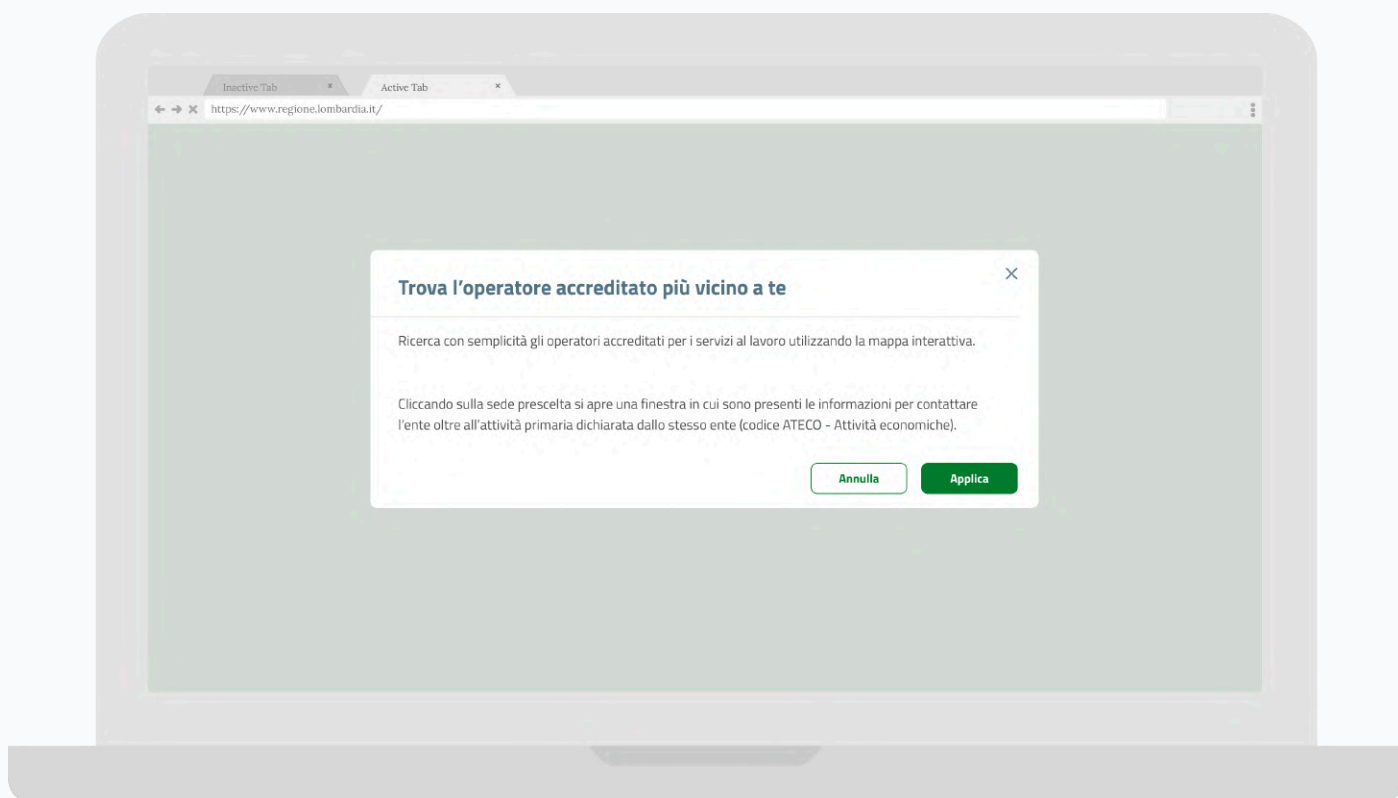 Inactive Tab
Active Tab
https://www.regione.lombardia.it/
Trova l’operatore accreditato più vicino a te
Ricerca con semplicità gli operatori accreditati per i servizi al lavoro utilizzando la mappa interattiva.
Cliccando sulla sede prescelta si apre una finestra in cui sono presenti le informazioni per contattare
l’ente oltre all’attività primaria dichiarata dallo stesso ente (codice ATECO - Attività economiche).
Annulla
Applica